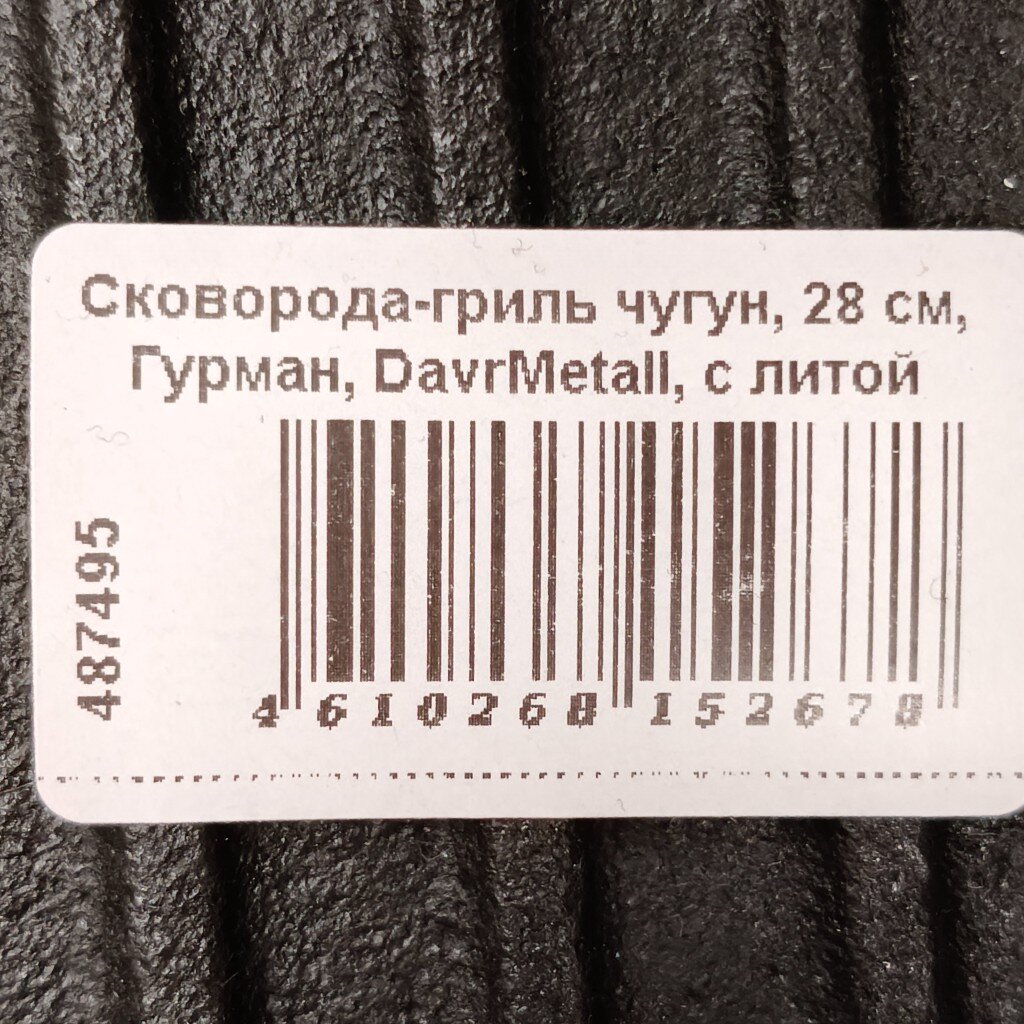 Сковорода-гриль чугун, 28 см,
Гурман, DavrMetall, с литой
487495
4 610268 152678